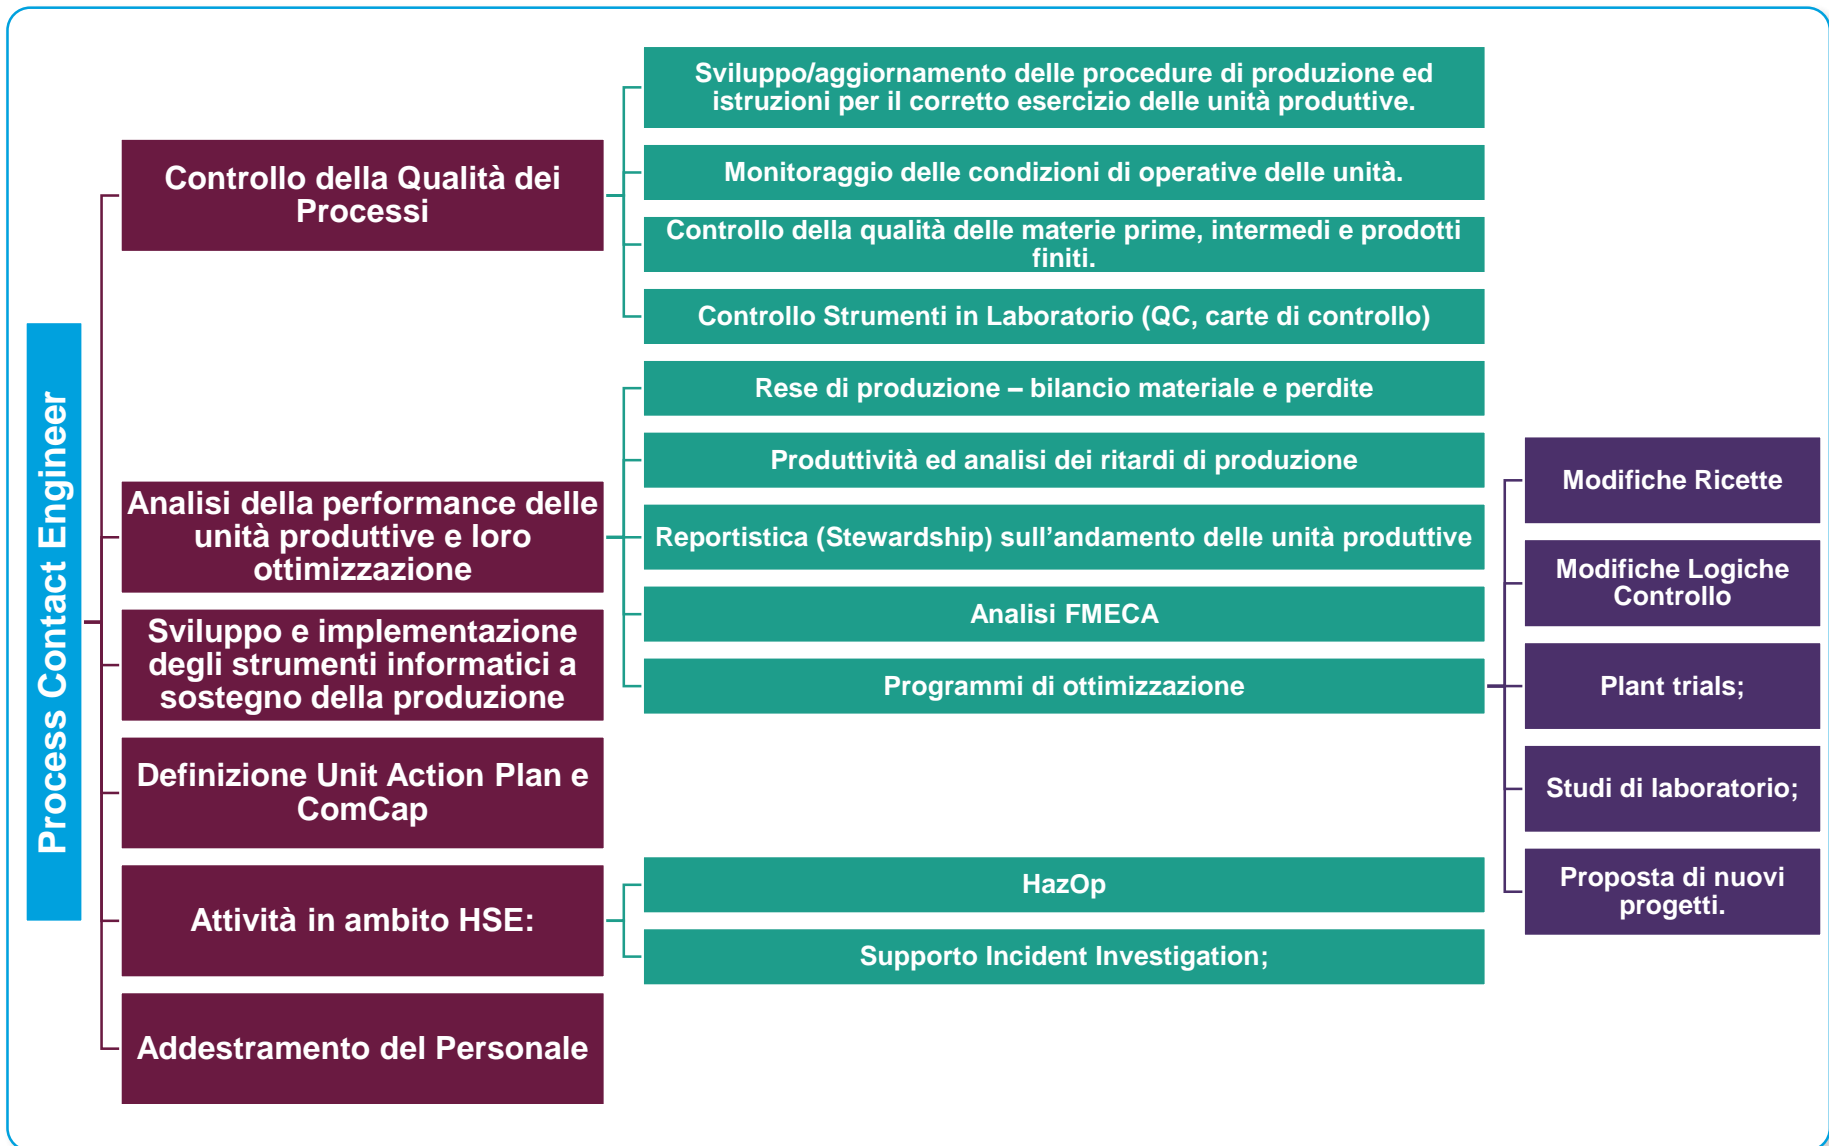 Process Contact Engineer
Controllo della Qualità dei
Processi
Sviluppo/aggiornamento delle procedure di produzione ed
istruzioni per il corretto esercizio delle unità produttive.
Monitoraggio delle condizioni di operative delle unità.
Controllo della qualità delle materie prime, intermedi e prodotti
finiti.
Controllo Strumenti in Laboratorio (QC, carte di controllo)
Analisi della performance delle
unità produttive e loro
ottimizzazione
Rese di produzione – bilancio materiale e perdite
Produttività ed analisi dei ritardi di produzione
Reportistica (Stewardship) sull’andamento delle unità produttive
Analisi FMECA
Programmi di ottimizzazione
Modifiche Ricette
Modifiche Logiche
Controllo
Plant trials;
Studi di laboratorio;
Proposta di nuovi
progetti.
Sviluppo e implementazione
degli strumenti informatici a
sostegno della produzione
Definizione Unit Action Plan e
ComCap
Attività in ambito HSE:
HazOp
Supporto Incident Investigation;
Addestramento del Personale